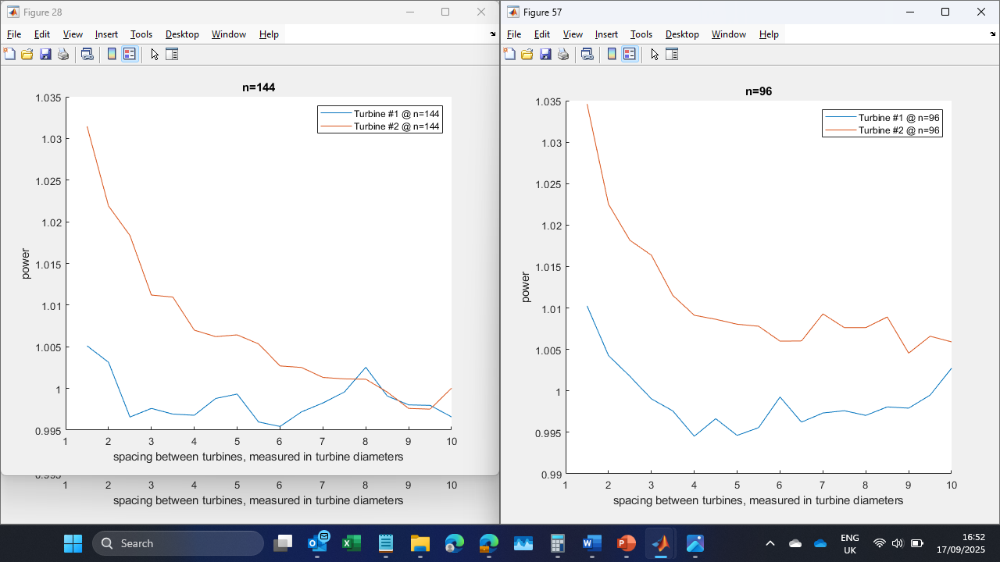 Figure 28
File Edit View Insert Tools Desktop Window Help
n=144
Turbine #1 @ n=144
Turbine #2 @ n=144
1.035
1.03
1.025
1.02
1.015
1.01
1.005
1
0.995
power
1 2 3 4 5 6 7 8 9 10
spacing between turbines, measured in turbine diameters
0.995
1 2 3 4 5 6 7 8 9 10
spacing between turbines, measured in turbine diameters
Figure 57
File Edit View Insert Tools Desktop Window Help
n=96
Turbine #1 @ n=96
Turbine #2 @ n=96
1.035
1.03
1.025
1.02
1.015
1.01
1.005
1
0.995
0.99
power
1 2 3 4 5 6 7 8 9 10
spacing between turbines, measured in turbine diameters
Search
ENG
UK
16:52
17/09/2025